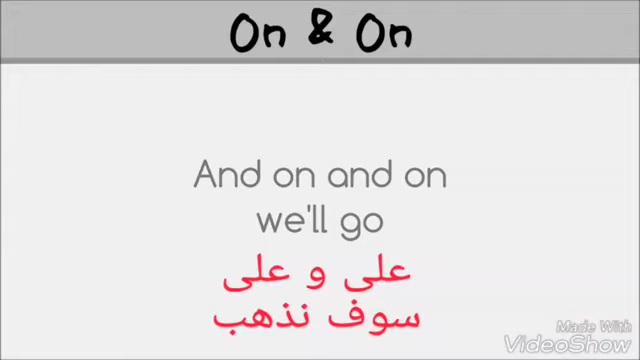 On & On
And on and on
we'll go
على و على
سوف نذهب
Made With
VideoShow